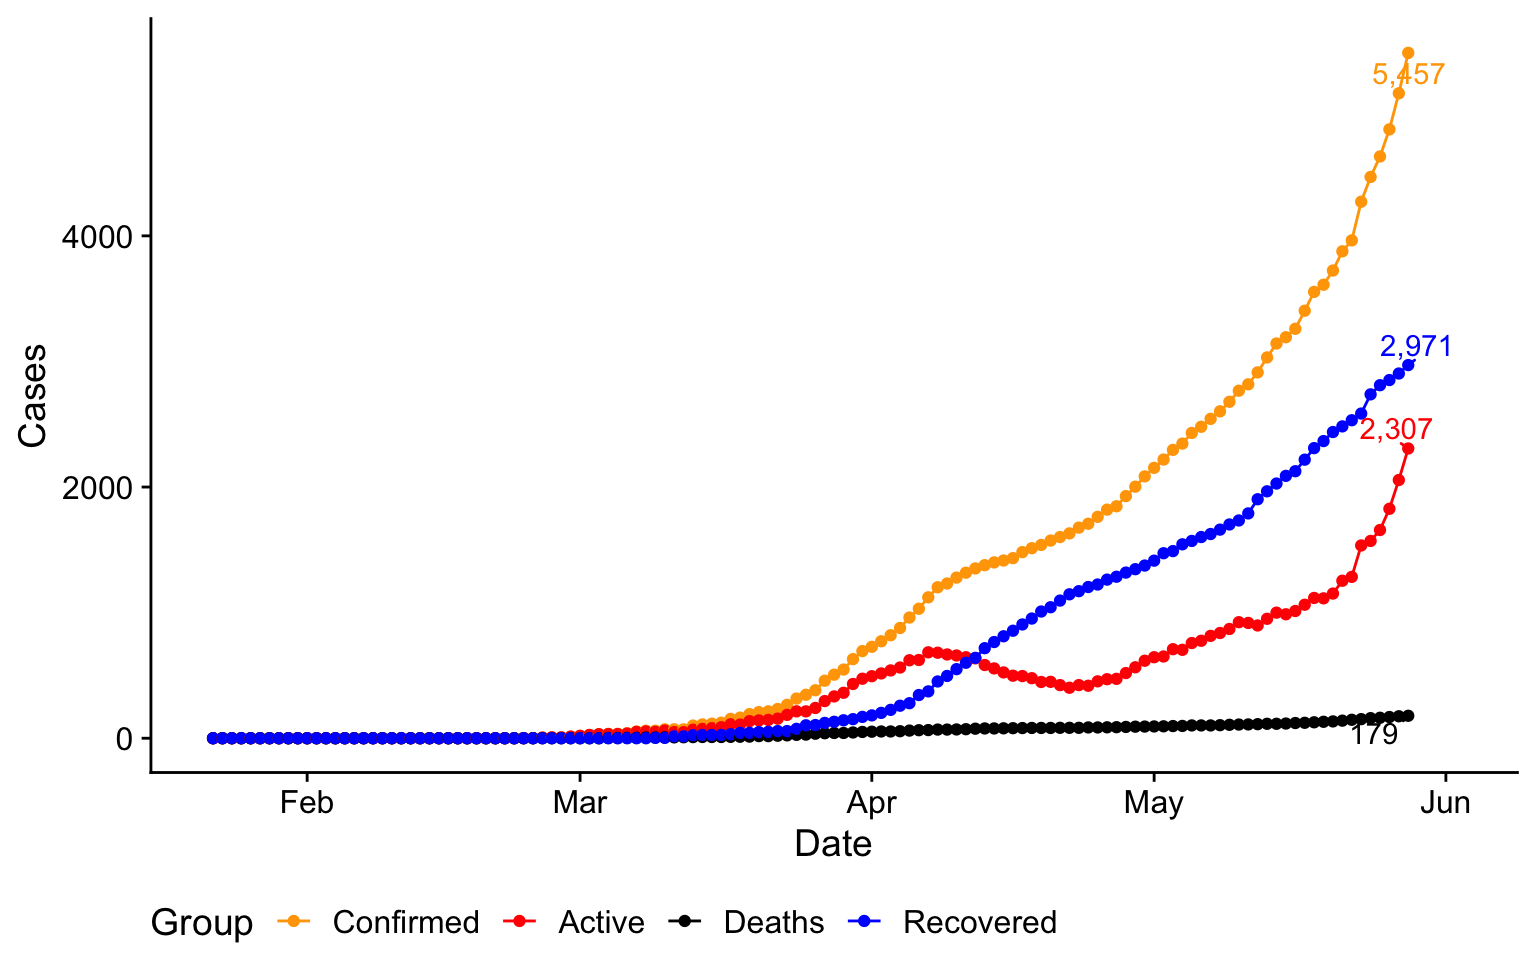 5,457
4000
2,971
2,307
2000
179
0
Feb Mar Apr May Jun
Date
Cases
Group Confirmed Active Deaths Recovered